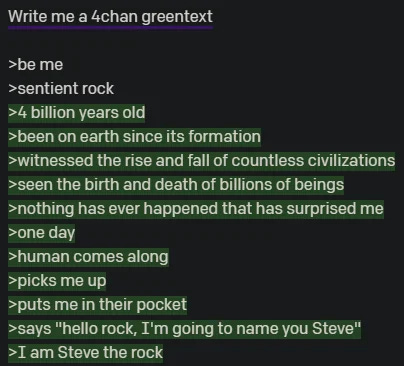 Write me a 4chan greentext
>be me
>sentient rock
>4 billion years old
>been on earth since its formation
>witnessed the rise and fall of countless civilizations
>seen the birth and death of billions of beings
>nothing has ever happened that has surprised me
>one day
>human comes along
>picks me up
>puts me in their pocket
>says "hello rock, I'm going to name you Steve"
>I am Steve the rock